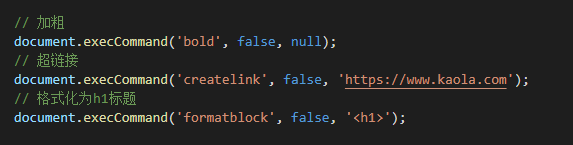 // 加粗
document.execCommand('bold', false, null);
// 超链接
document.execCommand('createlink', false, 'https://www.kaola.com');
// 格式化为h1标题
document.execCommand('formatblock', false, '<h1>');